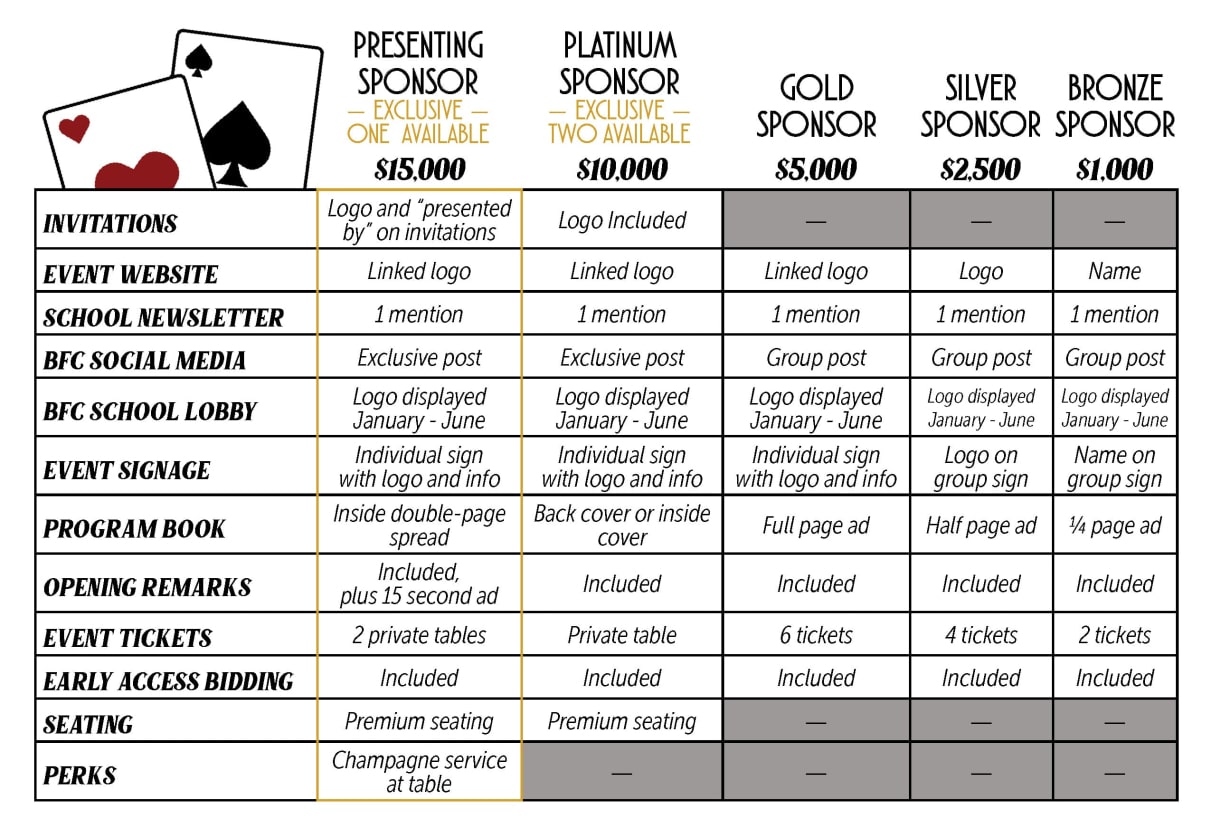 PRESENTING
SPONSOR
— EXCLUSIVE —
ONE AVAILABLE
$15,000
PLATINUM
SPONSOR
— EXCLUSIVE —
TWO AVAILABLE
$10,000
GOLD
SPONSOR
$5,000
SILVER
SPONSOR
$2,500
BRONZE
SPONSOR
$1,000
INVITATIONS
Logo and “presented
by” on invitations
Logo Included
—
—
—
EVENT WEBSITE
Linked logo
Linked logo
Linked logo
Logo
Name
SCHOOL NEWSLETTER
1 mention
1 mention
1 mention
1 mention
1 mention
BFC SOCIAL MEDIA
Exclusive post
Exclusive post
Group post
Group post
Group post
BFC SCHOOL LOBBY
Logo displayed
January - June
Logo displayed
January - June
Logo displayed
January - June
Logo displayed
January - June
Logo displayed
January - June
EVENT SIGNAGE
Individual sign
with logo and info
Individual sign
with logo and info
Individual sign
with logo and info
Logo on
group sign
Name on
group sign
PROGRAM BOOK
Inside double-page
spread
Back cover or inside
cover
Full page ad
Half page ad
¼ page ad
OPENING REMARKS
Included,
plus 15 second ad
Included
Included
Included
Included
EVENT TICKETS
2 private tables
Private table
6 tickets
4 tickets
2 tickets
EARLY ACCESS BIDDING
Included
Included
Included
Included
Included
SEATING
Premium seating
Premium seating
—
—
—
PERKS
Champagne service
at table
—
—
—
—